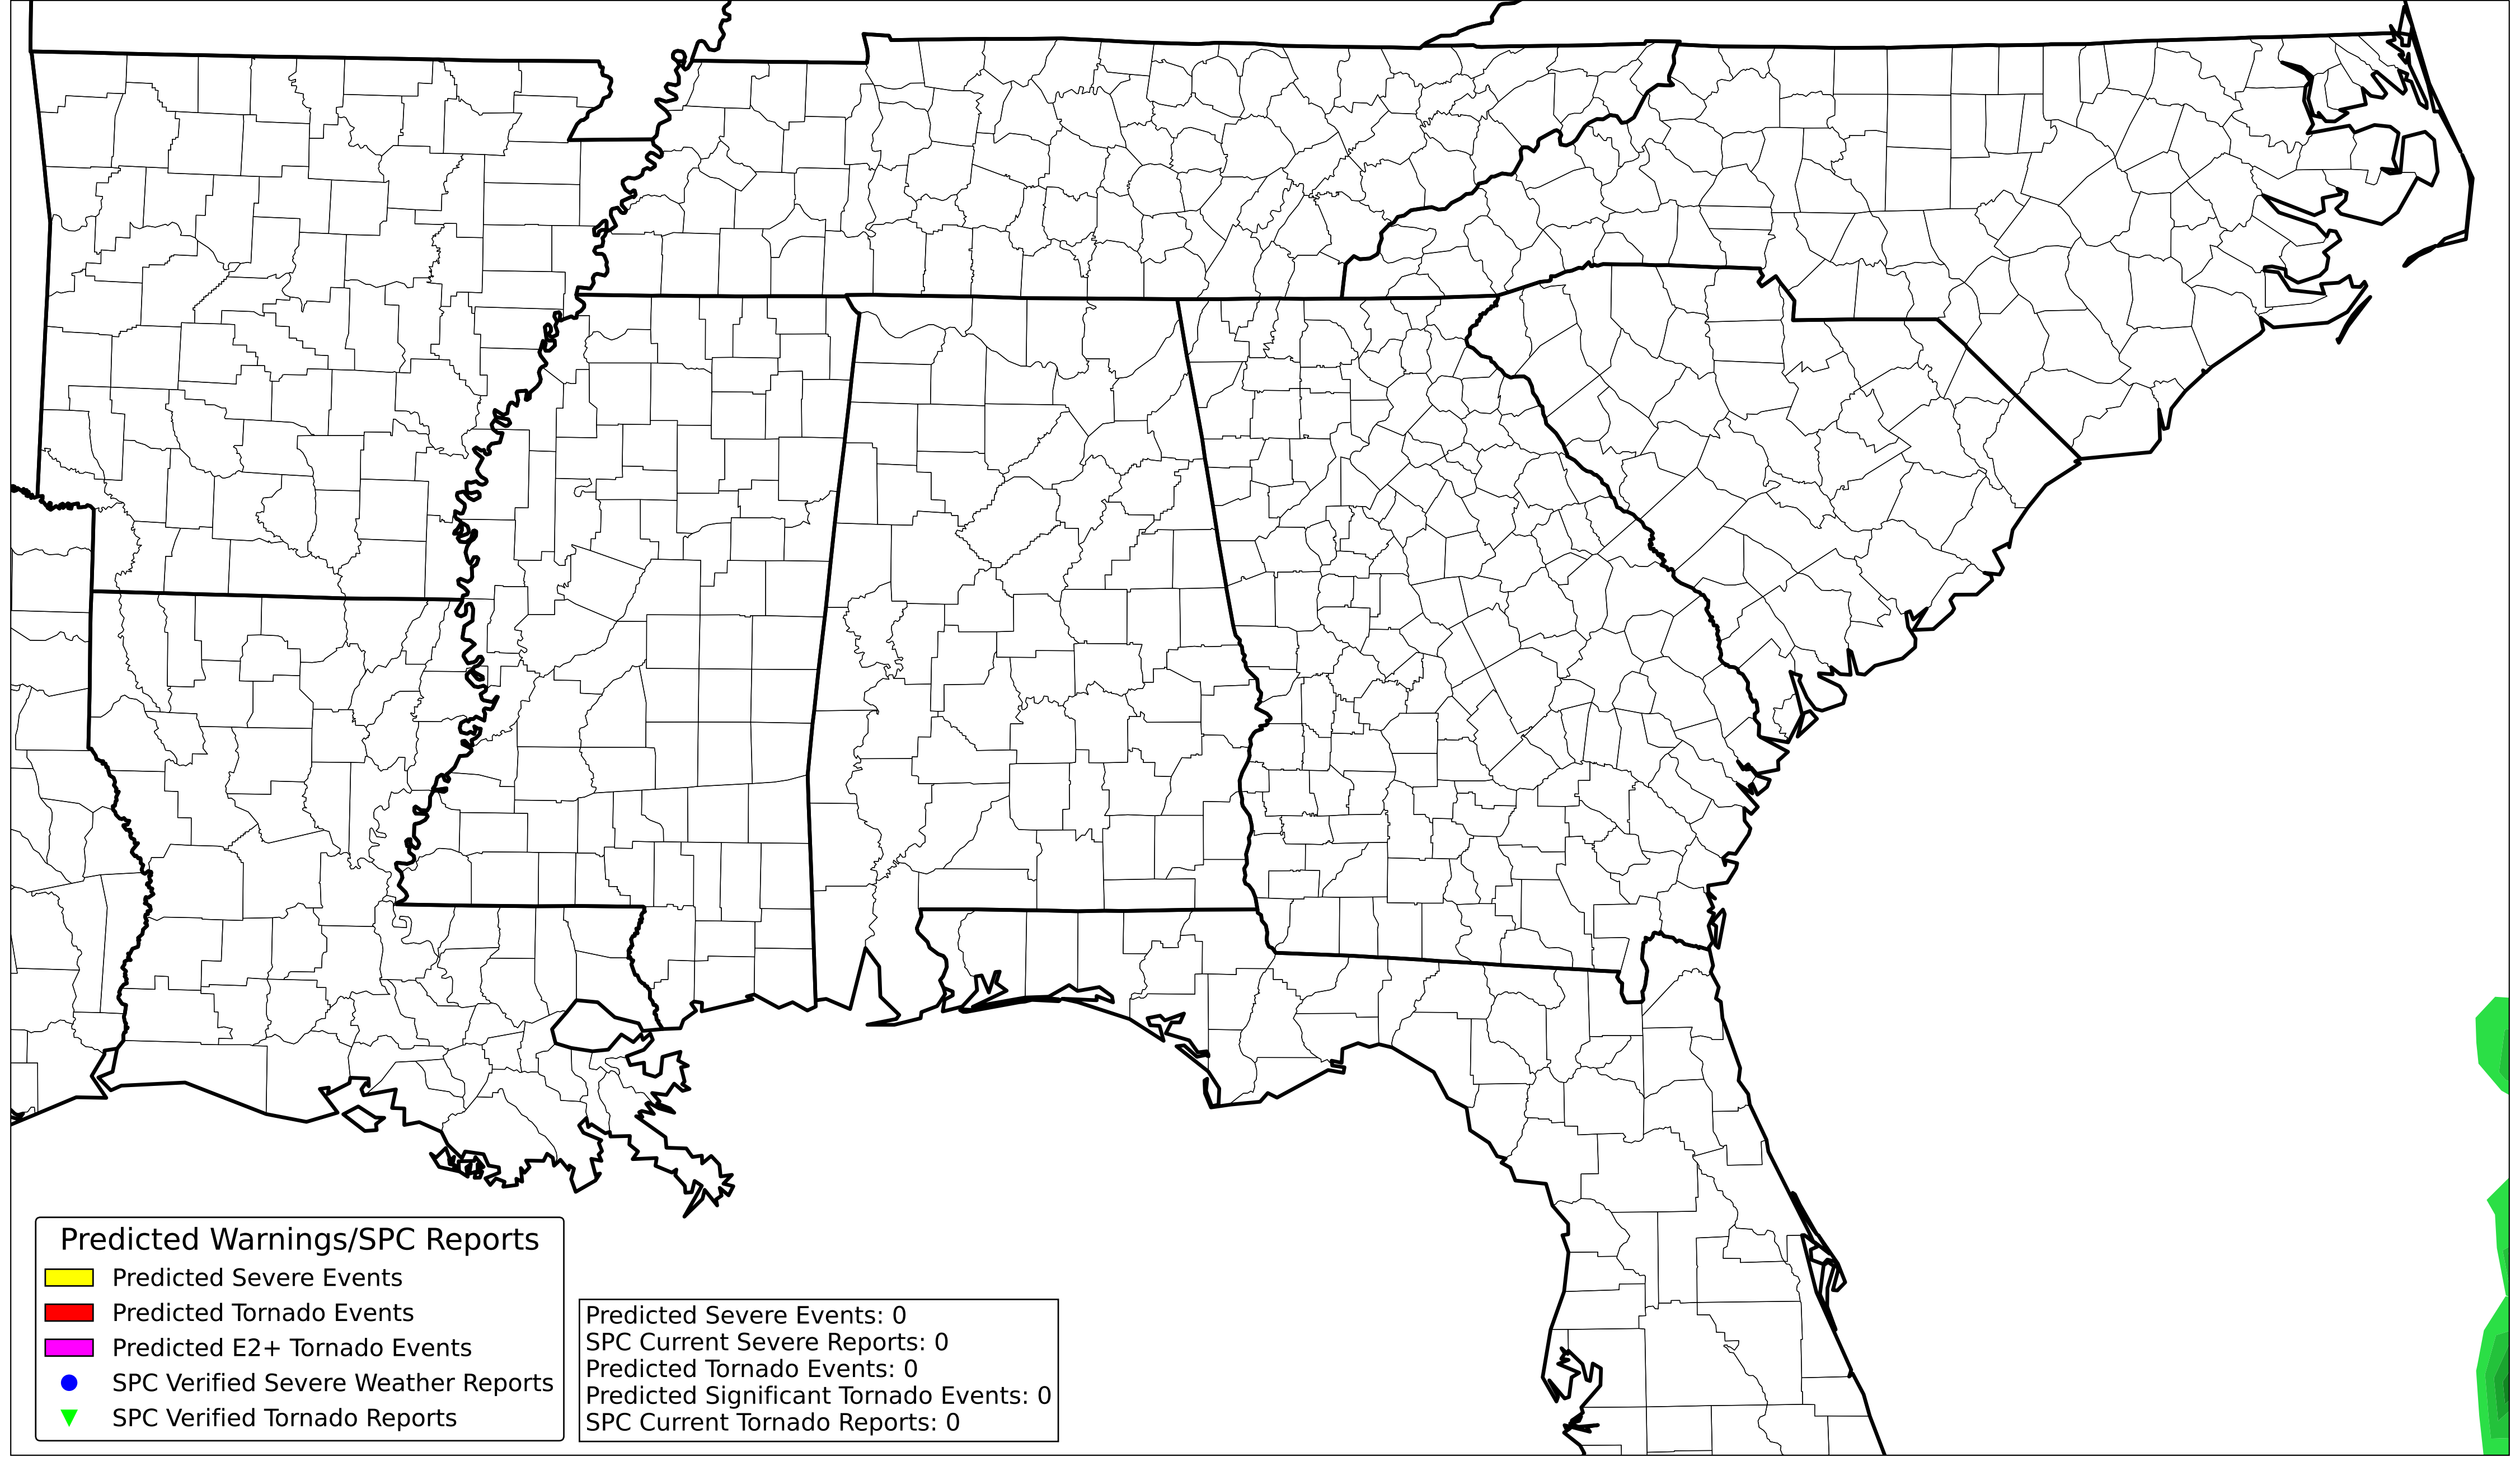 Predicted Warnings/SPC Reports
Predicted Severe Events
Predicted Tornado Events
Predicted E2+ Tornado Events
SPC Verified Severe Weather Reports
SPC Verified Tornado Reports
Predicted Severe Events: 0
SPC Current Severe Reports: 0
Predicted Tornado Events: 0
Predicted Significant Tornado Events: 0
SPC Current Tornado Reports: 0